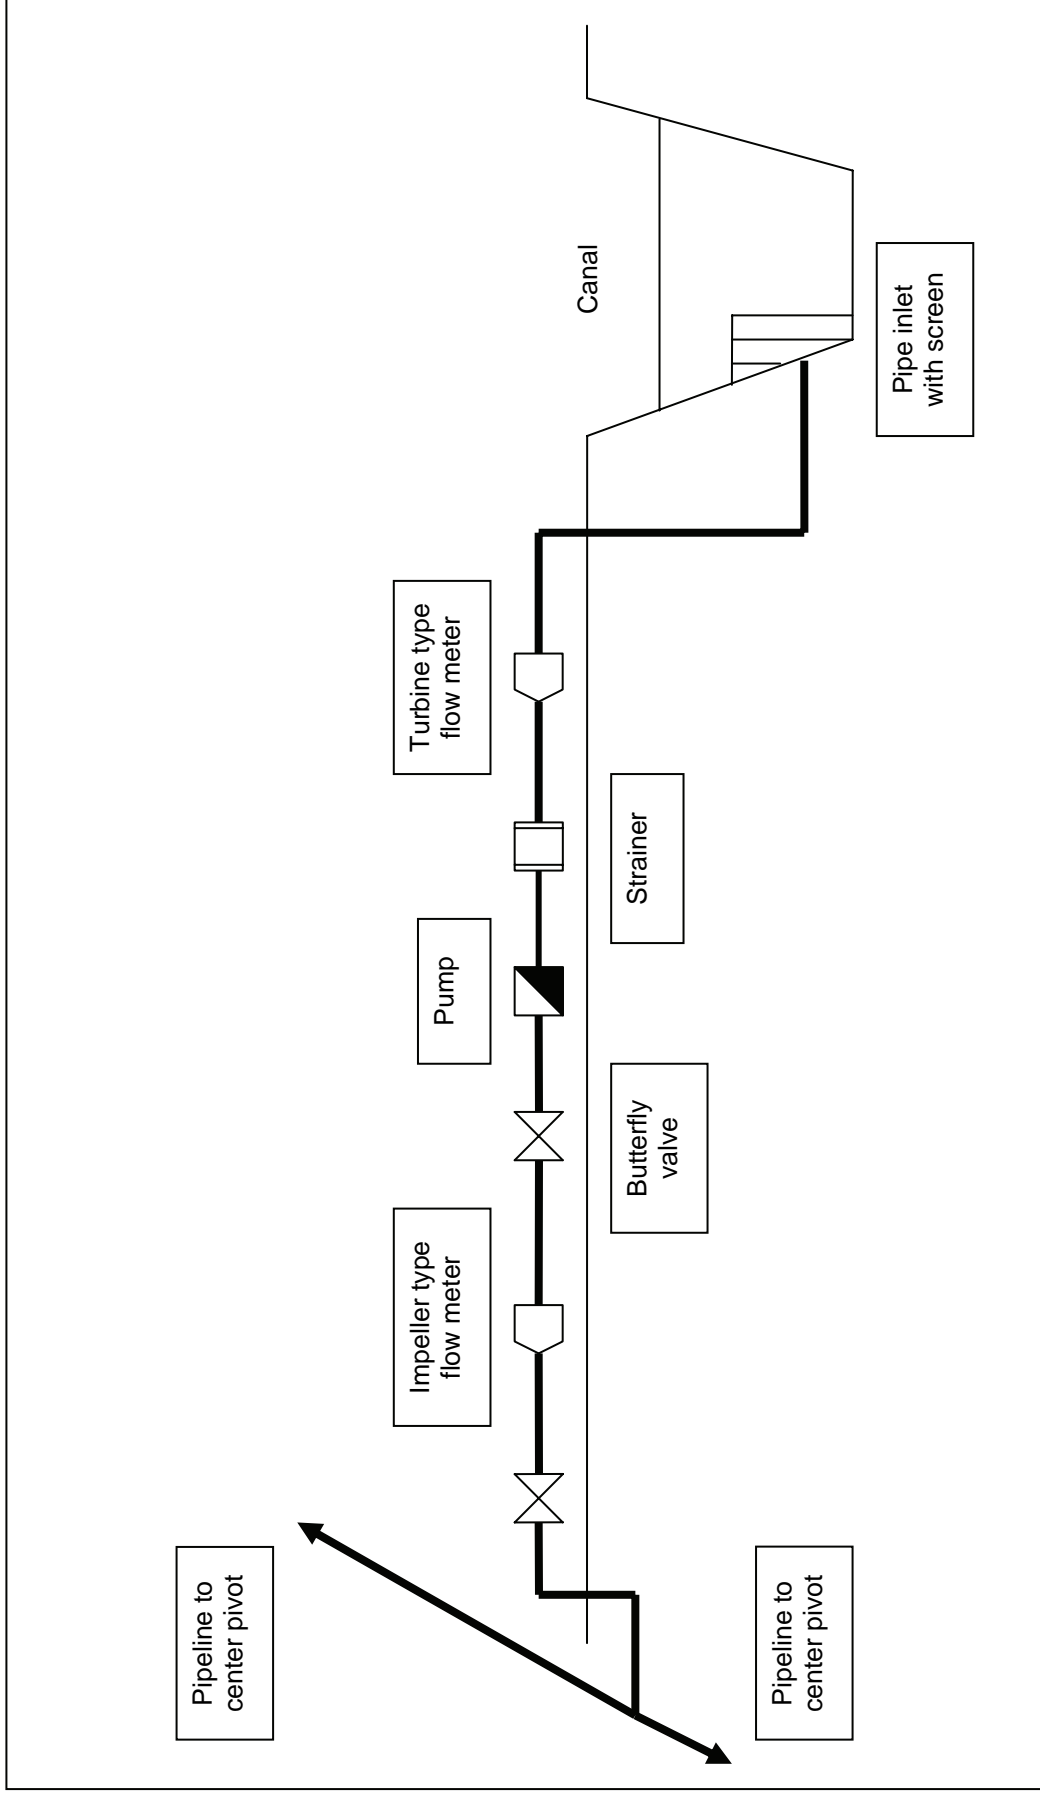 Pipeline to
center pivot
Impeller type
flow meter
Pump
Turbine type
flow meter
Canal
Pipeline to
center pivot
Butterfly
valve
Strainer
Pipe inlet
with screen